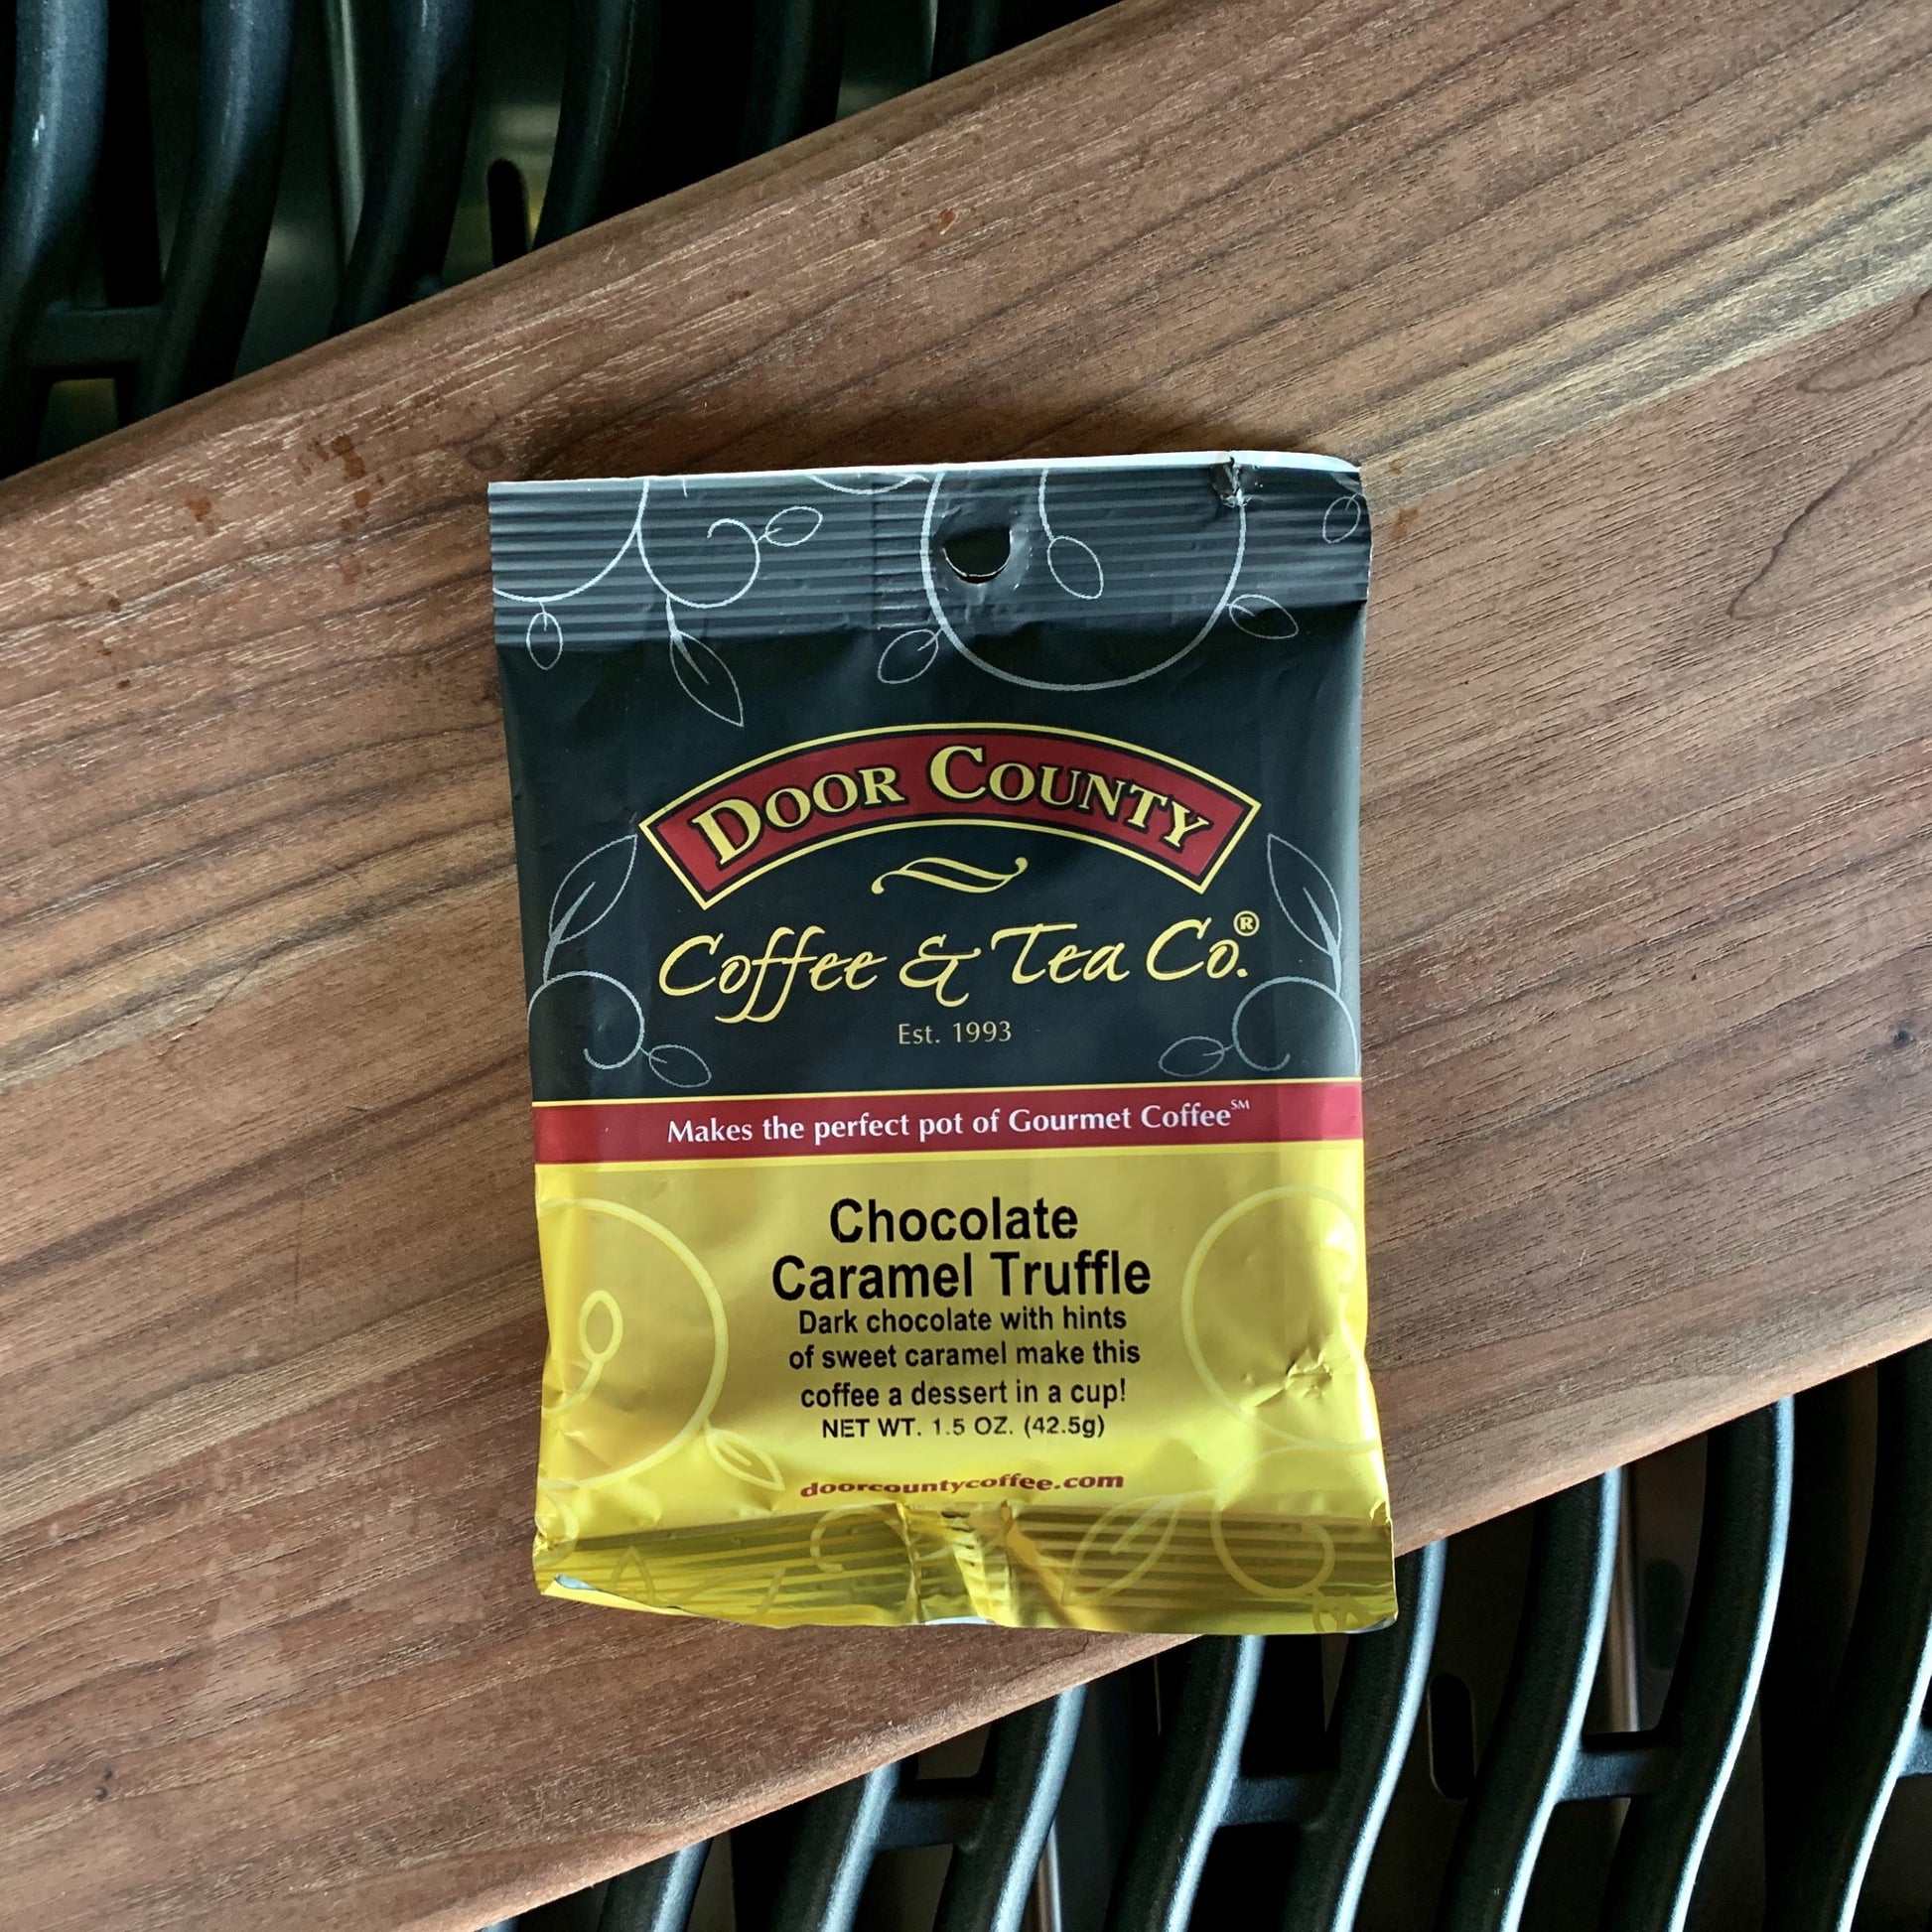 DOOR COUNTY
Coffee & Tea Co.®
Est. 1993
Makes the perfect pot of Gourmet Coffee℠
Chocolate
Caramel Truffle
Dark chocolate with hints
of sweet caramel make this
coffee a dessert in a cup!
NET WT. 1.5 OZ. (42.5g)
doorcountycoffee.com